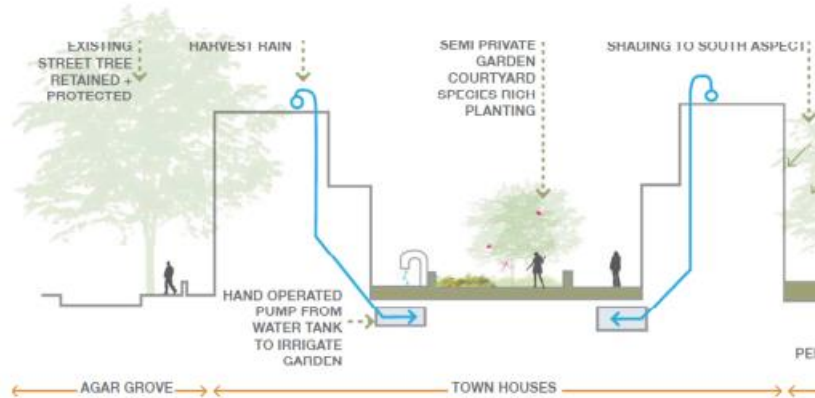 EXISTING
STREET TREE
RETAINED +
PROTECTED
HARVEST RAIN
SEMI PRIVATE
GARDEN
COURTYARD
SPECIES RICH
PLANTING
SHADING TO SOUTH ASPECT
HAND OPERATED
PUMP FROM
WATER TANK
TO IRRIGATE
GARDEN
AGAR GROVE
TOWN HOUSES